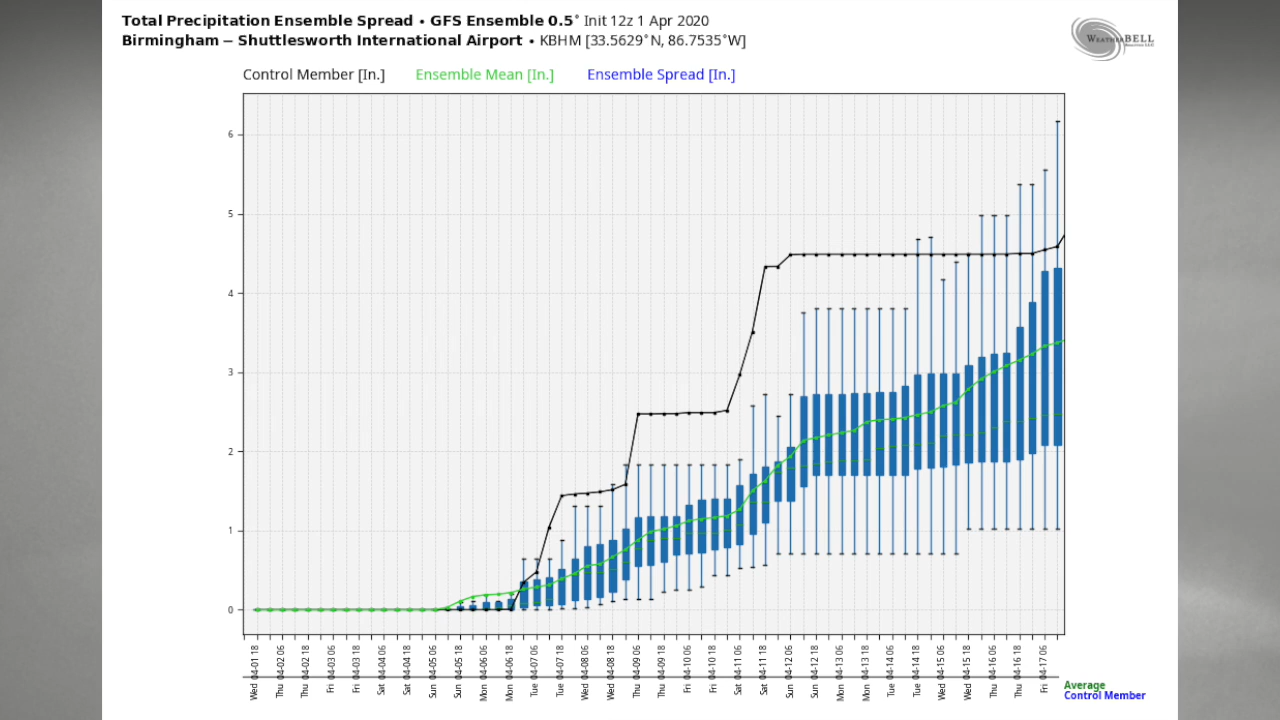 Total Precipitation Ensemble Spread • GFS Ensemble 0.5° Init 12z 1 Apr 2020
Birmingham – Shuttlesworth International Airport • KBHM [33.5629°N, 86.7535°W]
WEATHERBELL
Control Member [In.] Ensemble Mean [In.] Ensemble Spread [In.]
6
5
4
3
2
1
0
Wed 04-01 18
Thu 04-02 06
Thu 04-02 18
Fri 04-03 06
Fri 04-03 18
Sat 04-04 06
Sat 04-04 18
Sun 04-05 06
Sun 04-05 18
Mon 04-06 06
Mon 04-06 18
Tue 04-07 06
Tue 04-07 18
Wed 04-08 06
Wed 04-08 18
Thu 04-09 06
Thu 04-09 18
Fri 04-10 06
Fri 04-10 18
Sat 04-11 06
Sat 04-11 18
Sun 04-12 06
Sun 04-12 18
Mon 04-13 06
Mon 04-13 18
Tue 04-14 06
Tue 04-14 18
Wed 04-15 06
Wed 04-15 18
Thu 04-16 06
Thu 04-16 18
Fri 04-17 06
Average
Control Member